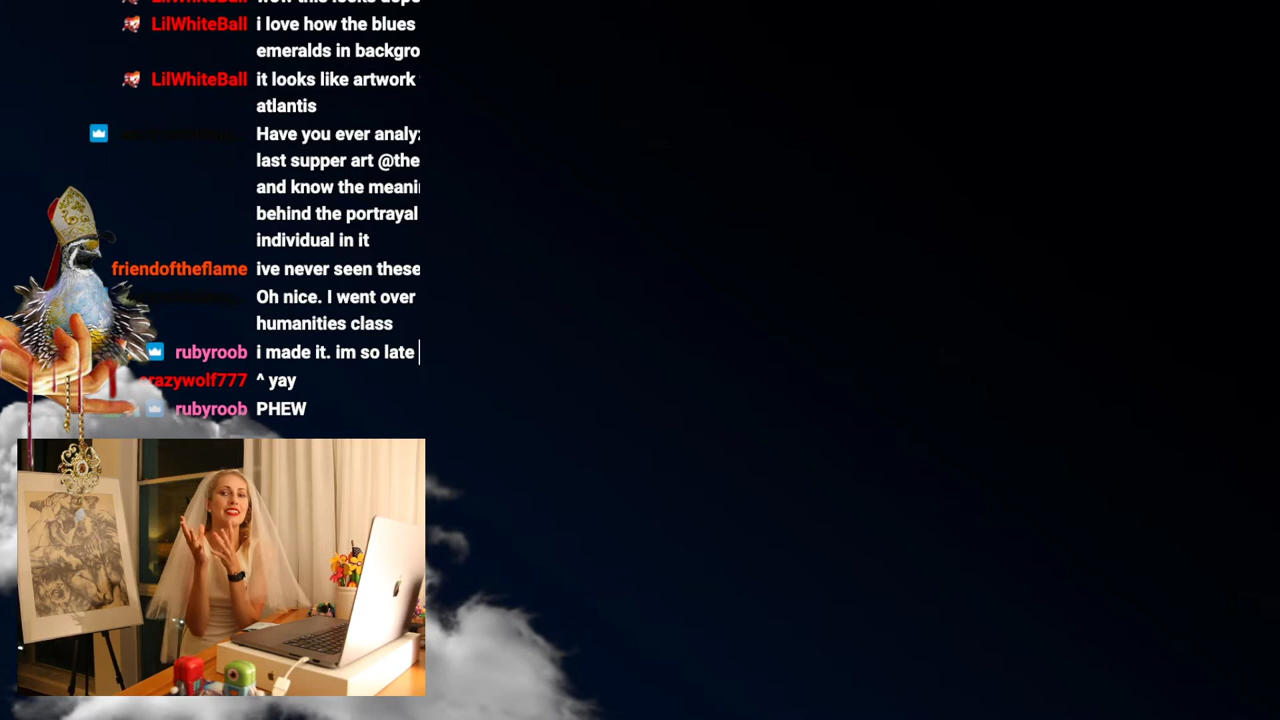 LilWhiteBall i love how the blues
emeralds in backgro
LilWhiteBall it looks like artwork
atlantis
Have you ever analy
last supper art @the
and know the meani
behind the portrayal
individual in it
friendoftheflame ive never seen these
Oh nice. I went over
humanities class
rubyroob i made it. im so late
crazywolf777 ^ yay
rubyroob PHEW